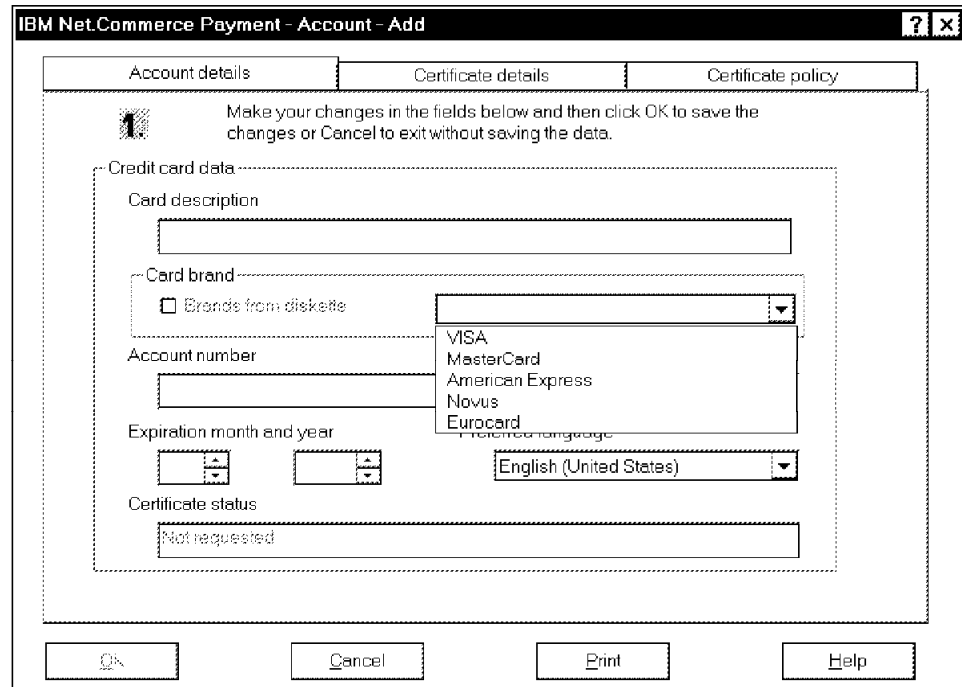 IBM Net.Commerce Payment - Account - Add
? x
Account details
Certificate details
Certificate policy
1.
Make your changes in the fields below and then click OK to save the
changes or Cancel to exit without saving the data.
Credit card data
Card description
Card brand
Brands from diskette
VISA
MasterCard
American Express
Novus
Eurocard
Account number
Expiration month and year
Preferred language
English (United States)
Certificate status
Not requested
OK
Cancel
Print
Help